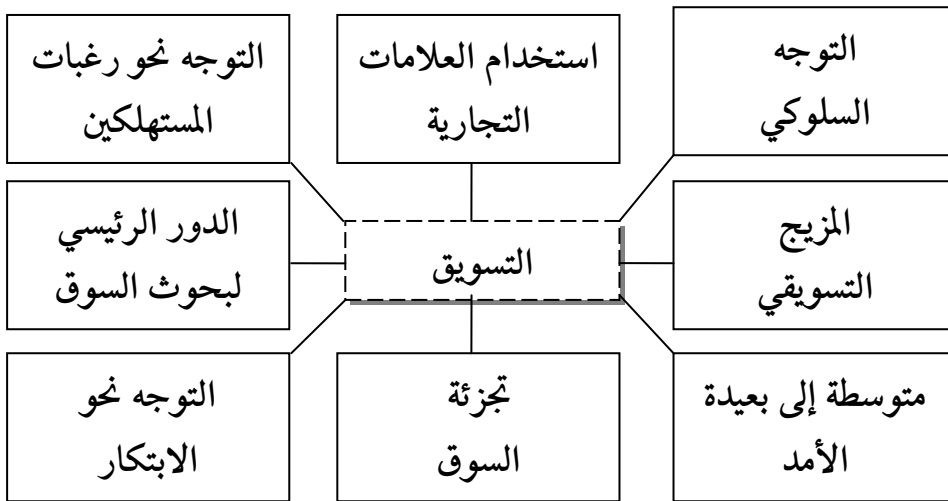 التوجه
السلوكي
استخدام العلامات
التجارية
التوجه نحو رغبات
المستهلكين
المزيج
التسويقي
التسويق
الدور الرئيسي
لبحوث السوق
متوسطة إلى بعيدة
الأمد
تجزئة
السوق
التوجه نحو
الابتكار